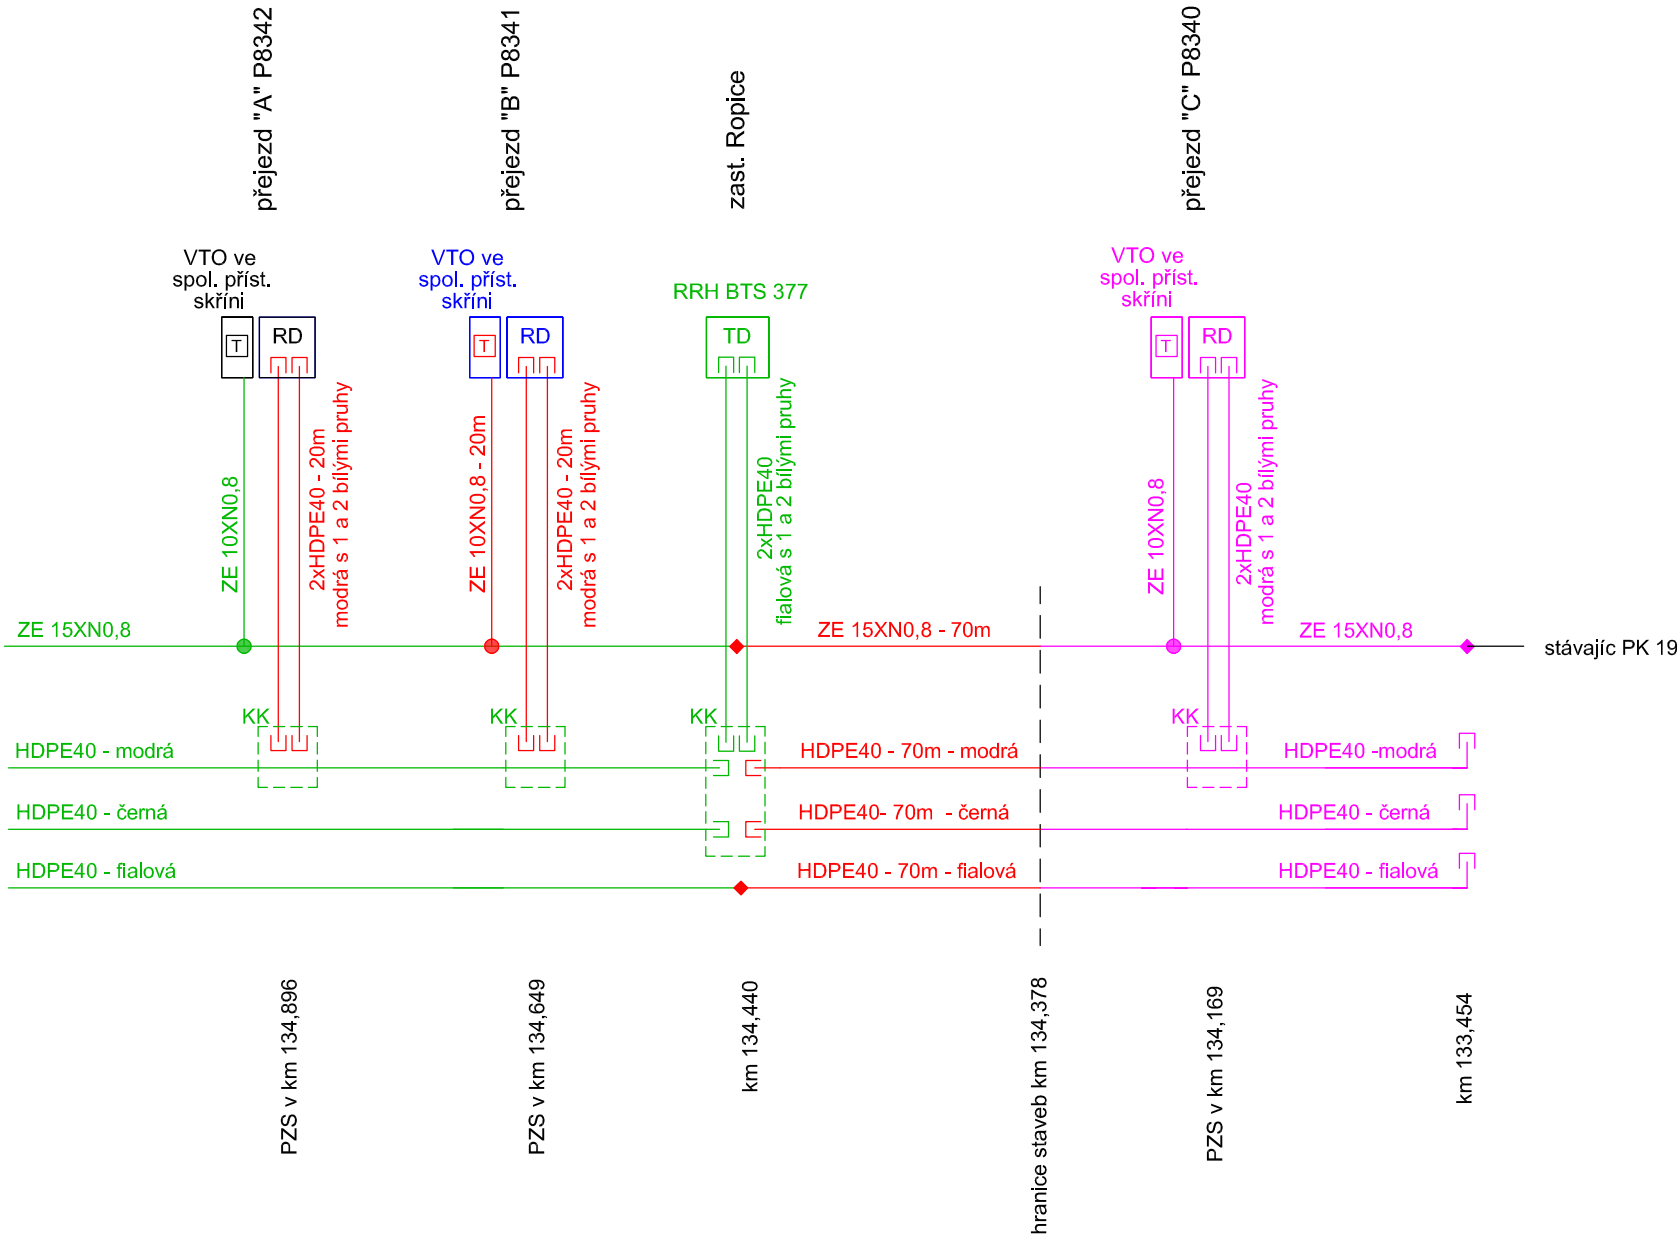 přejezd "A" P8342
přejezd "B" P8341
zast. Ropice
přejezd "C" P8340
VTO ve
spol. příst.
skříni
T
RD
VTO ve
spol. příst.
skříni
T
RD
RRH BTS 377
TD
VTO ve
spol. příst.
skříni
T
RD
ZE 10XN0,8
2xHDPE40 - 20m
modrá s 1 a 2 bílými pruhy
ZE 10XN0,8 - 20m
2xHDPE40 - 20m
modrá s 1 a 2 bílými pruhy
2xHDPE40
fialová s 1 a 2 bílými pruhy
ZE 10XN0,8
2xHDPE40
modrá s 1 a 2 bílými pruhy
ZE 15XN0,8
ZE 15XN0,8 - 70m
ZE 15XN0,8
stávajíc PK 19
KK
KK
KK
KK
HDPE40 - modrá
HDPE40 - 70m - modrá
HDPE40 -modrá
HDPE40 - černá
HDPE40- 70m - černá
HDPE40 - černá
HDPE40 - fialová
HDPE40 - 70m - fialová
HDPE40 - fialová
PZS v km 134,896
PZS v km 134,649
km 134,440
hranice staveb km 134,378
PZS v km 134,169
km 133,454